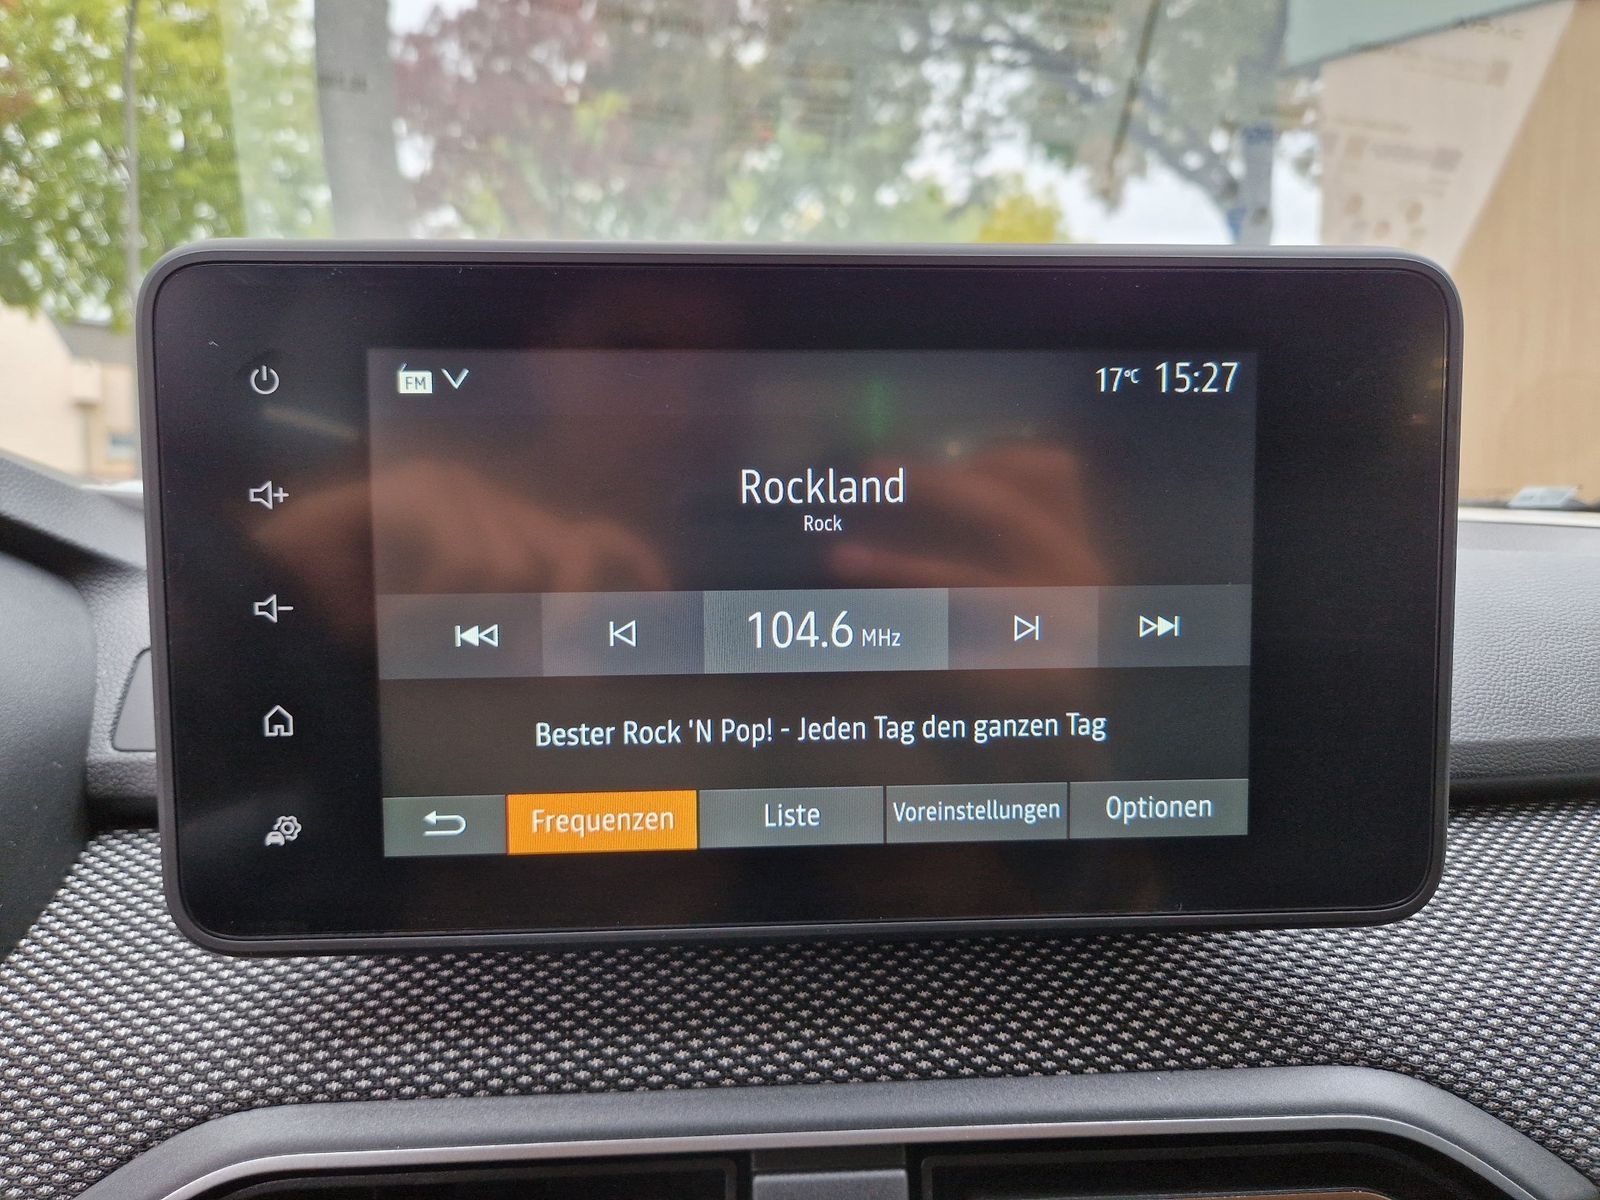 FM
17°C 15:27
Rockland
Rock
104.6 MHz
Bester Rock 'N Pop! - Jeden Tag den ganzen Tag
Frequenzen Liste Voreinstellungen Optionen